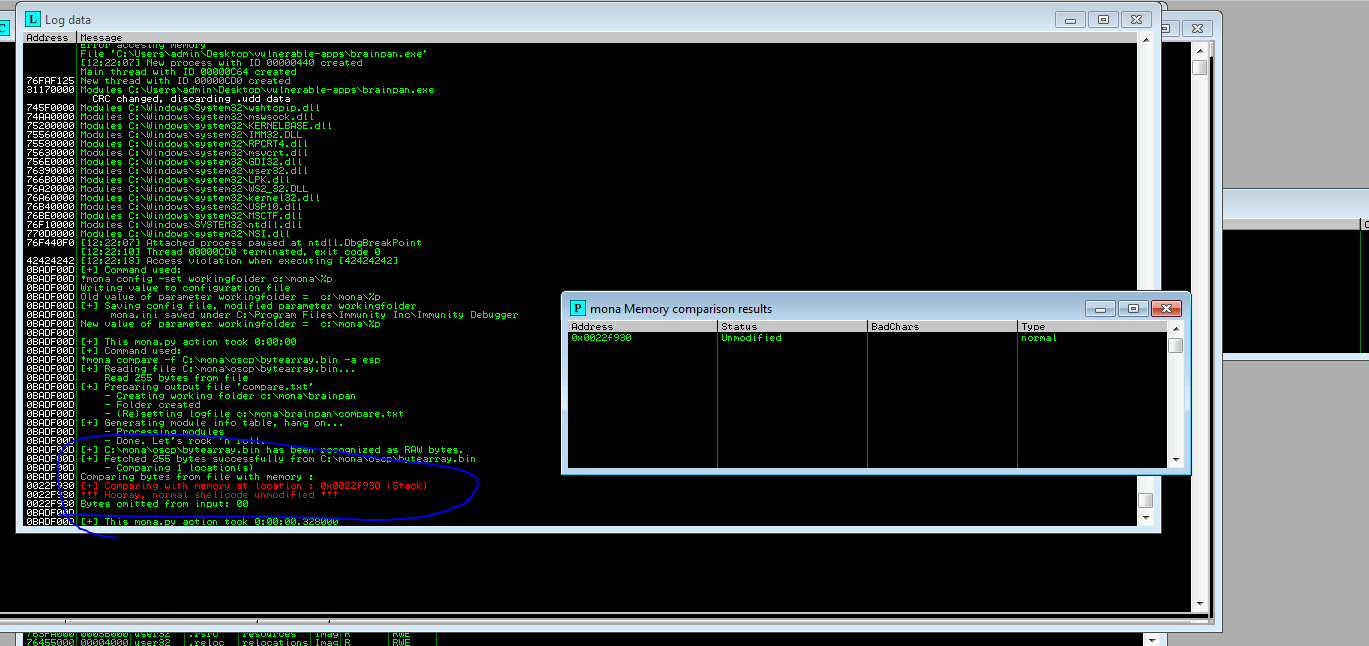 Log data
Address Message
Error accesing memory
File 'C:\Users\admin\Desktop\vulnerable-apps\brainpan.exe'
[12:22:07] New process with ID 00000440 created
Main thread with ID 00000C64 created
76FAF125 New thread with ID 00000CD0 created
31170000 Modules C:\Users\admin\Desktop\vulnerable-apps\brainpan.exe
CRC changed, discarding .udd data
745F0000 Modules C:\Windows\System32\wshtcpip.dll
74AA0000 Modules C:\Windows\system32\mswsock.dll
75200000 Modules C:\Windows\system32\KERNELBASE.dll
75560000 Modules C:\Windows\system32\IMM32.DLL
75580000 Modules C:\Windows\system32\RPCRT4.dll
75630000 Modules C:\Windows\system32\msvcrt.dll
756E0000 Modules C:\Windows\system32\GDI32.dll
76390000 Modules C:\Windows\system32\user32.dll
766B0000 Modules C:\Windows\system32\LPK.dll
76A20000 Modules C:\Windows\system32\WS2_32.DLL
76A60000 Modules C:\Windows\system32\kernel32.dll
76B40000 Modules C:\Windows\system32\USP10.dll
76BE0000 Modules C:\Windows\system32\MSCTF.dll
76F10000 Modules C:\Windows\SYSTEM32\ntdll.dll
770D0000 Modules C:\Windows\system32\NSI.dll
76F440F0 [12:22:07] Attached process paused at ntdll.DbgBreakPoint
[12:22:10] Thread 00000CD0 terminated, exit code 0
42424242 [12:22:18] Access violation when executing [42424242]
0BADF00D [+] Command used:
0BADF00D !mona config -set workingfolder c:\mona\%p
0BADF00D Writing value to configuration file
0BADF00D Old value of parameter workingfolder = c:\mona\%p
0BADF00D [+] Saving config file, modified parameter workingfolder
0BADF00D mona.ini saved under C:\Program Files\Immunity Inc\Immunity Debugger
0BADF00D New value of parameter workingfolder = c:\mona\%p
0BADF00D
0BADF00D [+] This mona.py action took 0:00:00
0BADF00D [+] Command used:
0BADF00D !mona compare -f C:\mona\oscp\bytearray.bin -a esp
0BADF00D [+] Reading file C:\mona\oscp\bytearray.bin...
0BADF00D Read 255 bytes from file
0BADF00D [+] Preparing output file 'compare.txt'
0BADF00D - Creating working folder c:\mona\brainpan
0BADF00D - Folder created
0BADF00D - (Re)setting logfile c:\mona\brainpan\compare.txt
0BADF00D [+] Generating module info table, hang on...
0BADF00D - Processing modules
0BADF00D - Done. Let's rock 'n roll.
0BADF00D [+] C:\mona\oscp\bytearray.bin has been recognized as RAW bytes.
0BADF00D [+] Fetched 255 bytes successfully from C:\mona\oscp\bytearray.bin
0BADF00D - Comparing 1 location(s)
0BADF00D Comparing bytes from file with memory :
0022F930 [+] Comparing with memory at location : 0x0022f930 (Stack)
0022F930 *** Hooray, normal shellcode unmodified ***
0022F930 Bytes omitted from input: 00
0BADF00D
0BADF00D [+] This mona.py action took 0:00:00.328000
mona Memory comparison results
Address Status BadChars Type
0x0022f930 Unmodified normal
763FA000 0005B000 user32 .rsrc resources Imag R RWE
76455000 00004000 user32 .reloc relocations Imag R RWE